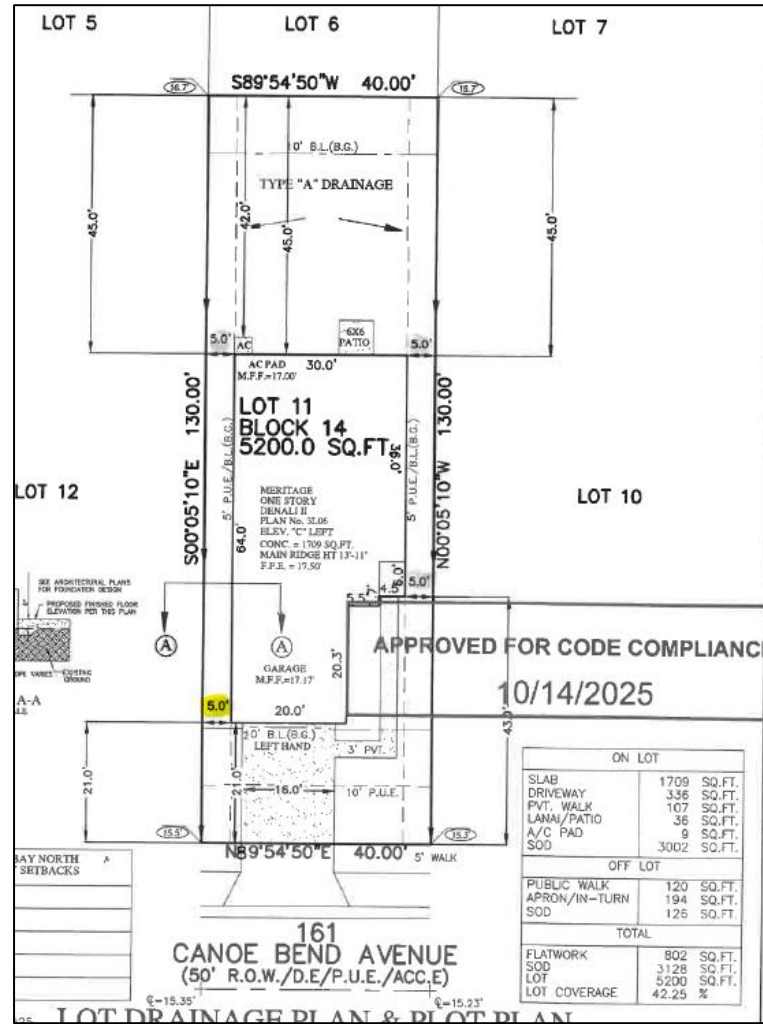 LOT 5
LOT 6
LOT 7
S89°54'50"W 40.00'
16.7'
15.7'
10' B.L.(B.G.)
TYPE "A" DRAINAGE
45.0'
42.0'
45.0'
45.0'
5.0'
AC
6X6
PATIO
5.0'
AC PAD
M.F.F.=17.00'
30.0'
LOT 11
BLOCK 14
5200.0 SQ.FT.
S00°05'10"E 130.00'
N00°05'10"W 130.00'
5' P.U.E./B.L.(B.G.)
5' P.U.E./B.L.(B.G.)
36.0'
64.0'
LOT 12
LOT 10
MERITAGE
ONE STORY
DENALI II
PLAN No. 3L06
ELEV. "C" LEFT
CONC. = 1709 SQ.FT.
MAIN RIDGE HT 13'-11"
F.F.E. = 17.50'
SEE ARCHITECTURAL PLANS
FOR FOUNDATION DESIGN
PROPOSED FINISHED FLOOR
ELEVATION PER THIS PLAN
OPE VARIES
EXISTING
GROUND
A-A
6.0'
5.0'
A
A
GARAGE
M.F.F.=17.17'
20.3'
APPROVED FOR CODE COMPLIANC
10/14/2025
5.0'
20.0'
43.0'
20' B.L.(B.G.)
LEFT HAND
3' PVT.
21.0'
21.0'
16.0'
10' P.U.E.
15.5'
15.3'
N89°54'50"E 40.00'
5' WALK
BAY NORTH
SETBACKS
A
161
CANOE BEND AVENUE
(50' R.O.W./D.E/P.U.E./ACC.E)
℄=15.35'
℄=15.23'
LOT DRAINAGE PLAN & PLOT PLAN
ON LOT
SLAB 1709 SQ.FT.
DRIVEWAY 336 SQ.FT.
PVT. WALK 107 SQ.FT.
LANAI/PATIO 36 SQ.FT.
A/C PAD 9 SQ.FT.
SOD 3002 SQ.FT.
OFF LOT
PUBLIC WALK 120 SQ.FT.
APRON/IN-TURN 194 SQ.FT.
SOD 126 SQ.FT.
TOTAL
FLATWORK 802 SQ.FT.
SOD 3128 SQ.FT.
LOT 5200 SQ.FT.
LOT COVERAGE 42.25 %